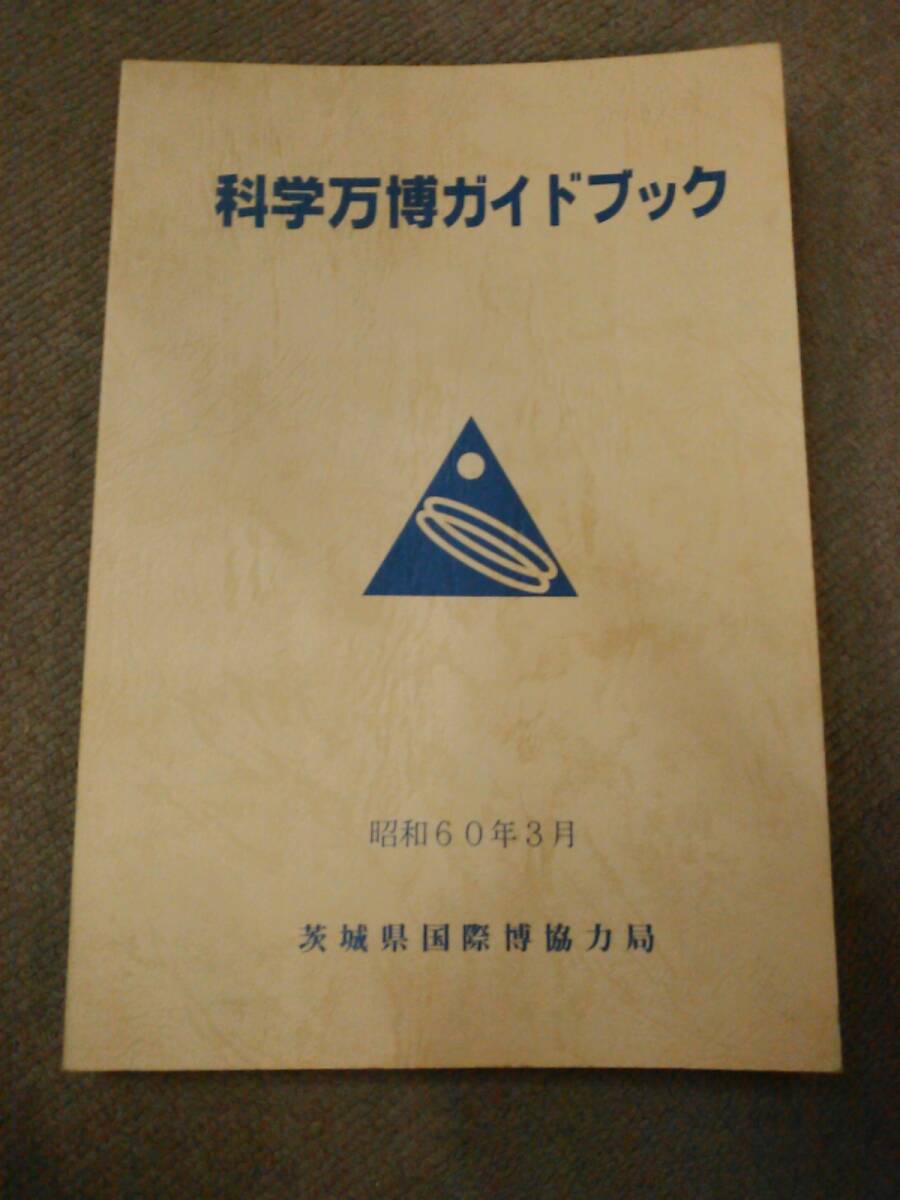 科学万博ガイドブック
昭和６０年３月
茨城県国際博協力局